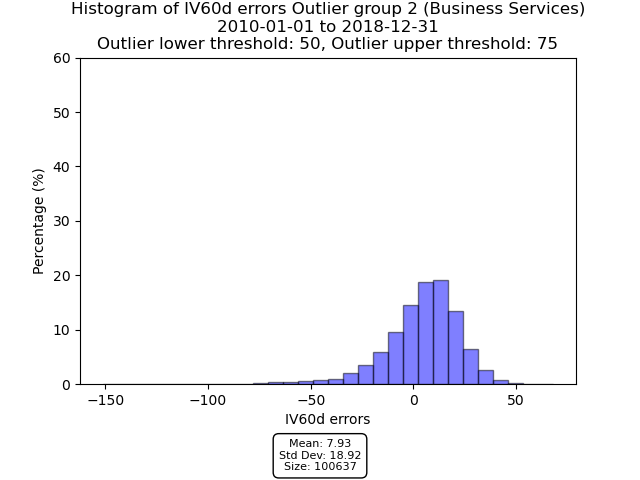 Histogram of IV60d errors Outlier group 2 (Business Services)
2010-01-01 to 2018-12-31
Outlier lower threshold: 50, Outlier upper threshold: 75
60
50
40
30
20
10
0
Percentage (%)
−150
−100
−50
0
50
IV60d errors
Mean: 7.93
Std Dev: 18.92
Size: 100637